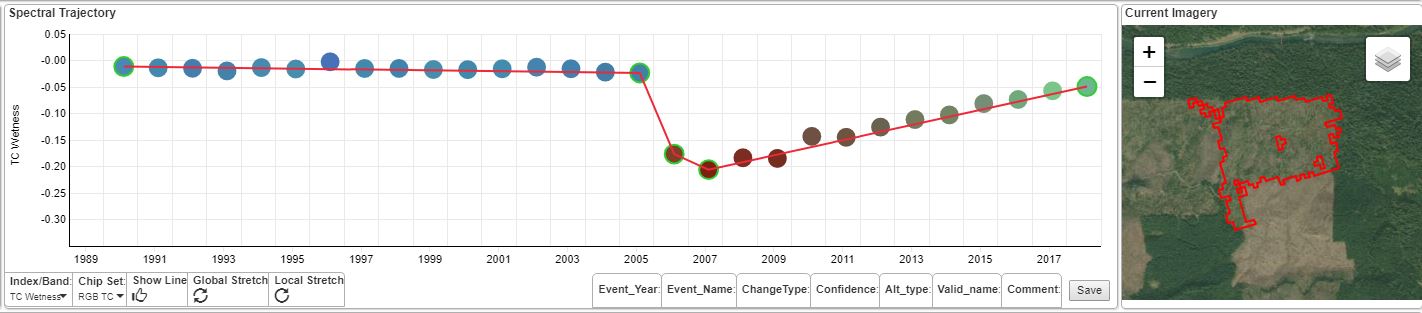 Spectral Trajectory
Current Imagery
0.05
-0.00
-0.05
-0.10
-0.15
-0.20
-0.25
-0.30
TC Wetness
1989 1991 1993 1995 1997 1999 2001 2003 2005 2007 2009 2011 2013 2015 2017
+
−
Index/Band: Chip Set: Show Line Global Stretch Local Stretch
TC Wetness RGB TC
Event_Year: Event_Name: ChangeType: Confidence: Alt_type: Valid_name: Comment: Save